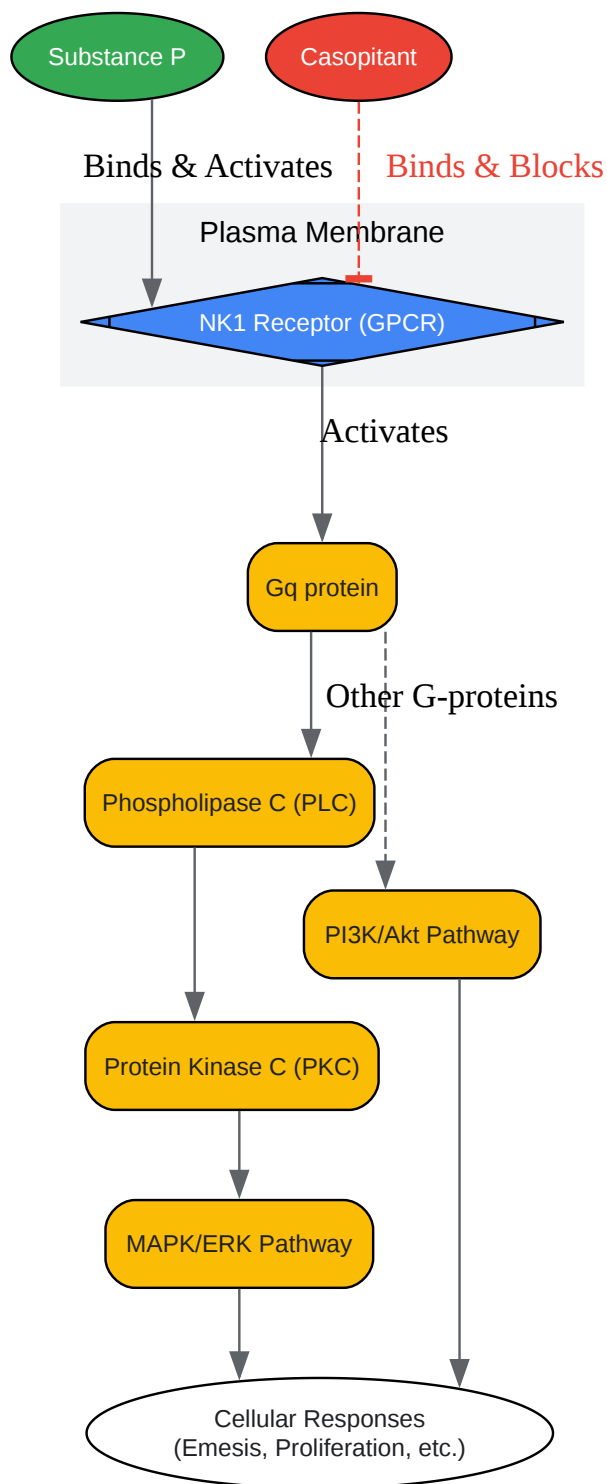 Substance P
Casopitant
Binds & Activates
Binds & Blocks
Plasma Membrane
NK1 Receptor (GPCR)
Activates
Gq protein
Other G-proteins
Phospholipase C (PLC)
PI3K/Akt Pathway
Protein Kinase C (PKC)
MAPK/ERK Pathway
Cellular Responses
(Emesis, Proliferation, etc.)